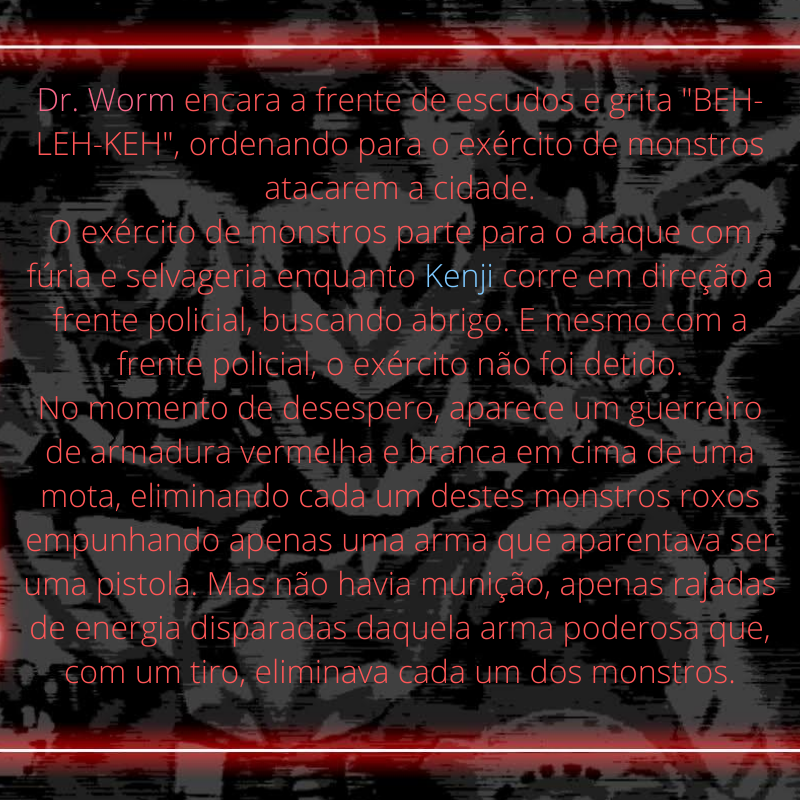 Dr. Worm encara a frente de escudos e grita "BEH-
LEH-KEH", ordenando para o exército de monstros
atacarem a cidade.
O exército de monstros parte para o ataque com
fúria e selvageria enquanto Kenji corre em direção a
frente policial, buscando abrigo. E mesmo com a
frente policial, o exército não foi detido.
No momento de desespero, aparece um guerreiro
de armadura vermelha e branca em cima de uma
mota, eliminando cada um destes monstros roxos
empunhando apenas uma arma que aparentava ser
uma pistola. Mas não havia munição, apenas rajadas
de energia disparadas daquela arma poderosa que,
com um tiro, eliminava cada um dos monstros.